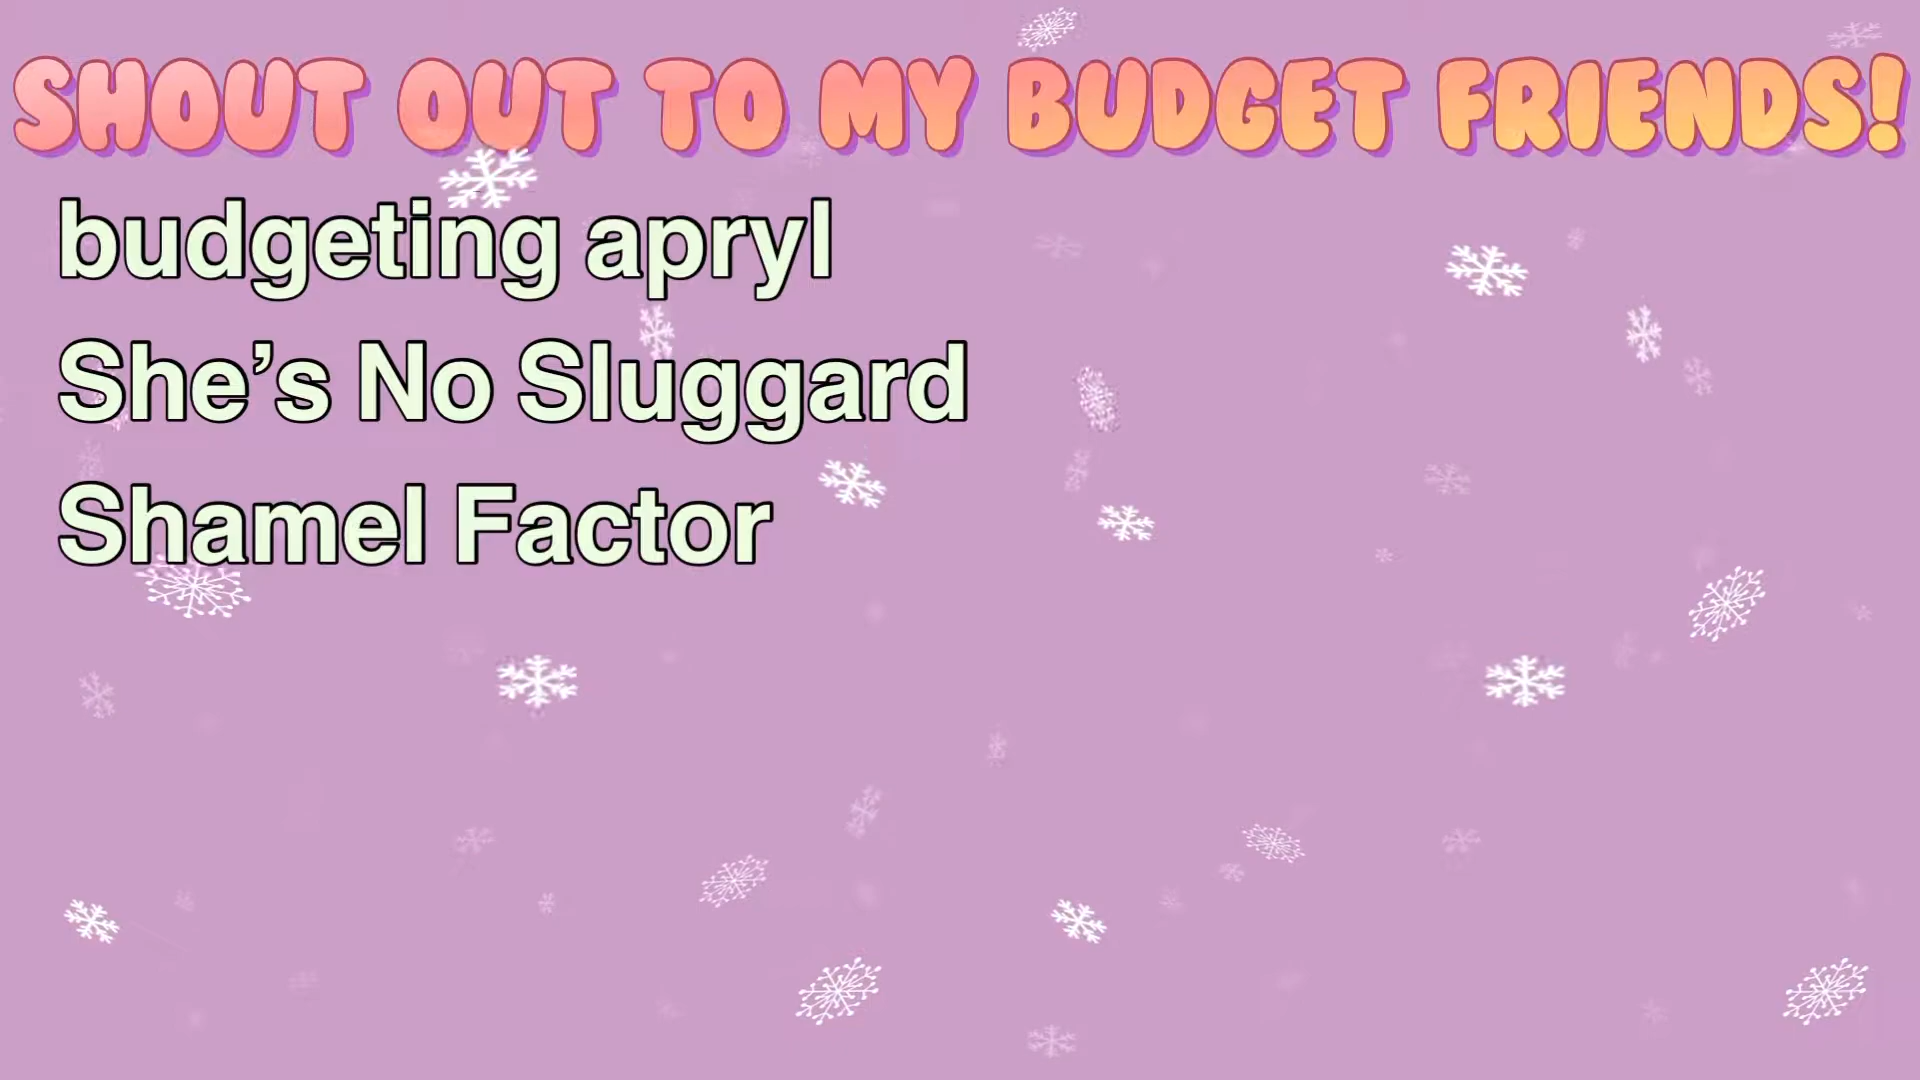 SHOUT OUT TO MY BUDGET FRIENDS!
budgeting apryl
She’s No Sluggard
Shamel Factor